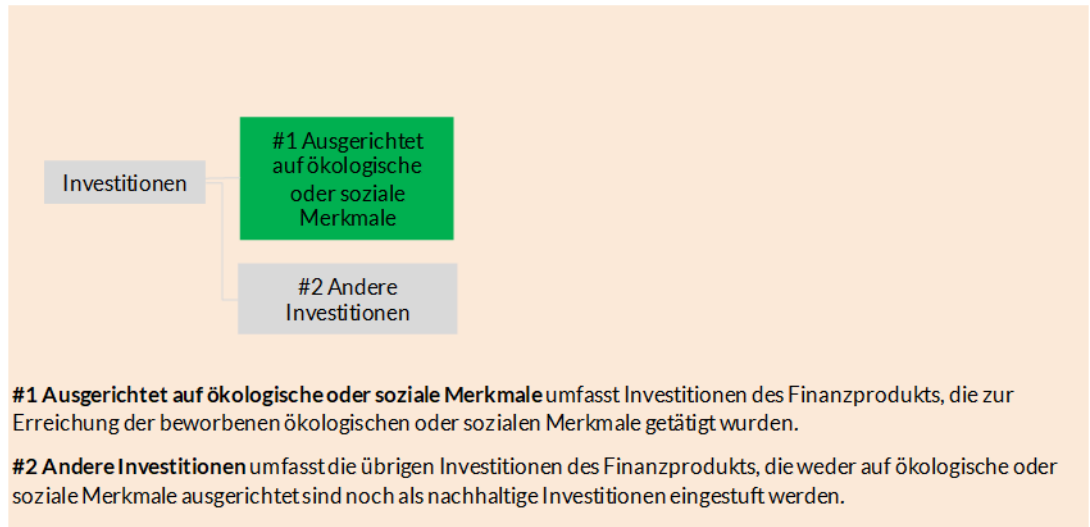 Investitionen
#1 Ausgerichtet
auf ökologische
oder soziale
Merkmale
#2 Andere
Investitionen
#1 Ausgerichtet auf ökologische oder soziale Merkmale umfasst Investitionen des Finanzprodukts, die zur
Erreichung der beworbenen ökologischen oder sozialen Merkmale getätigt wurden.
#2 Andere Investitionen umfasst die übrigen Investitionen des Finanzprodukts, die weder auf ökologische oder
soziale Merkmale ausgerichtet sind noch als nachhaltige Investitionen eingestuft werden.